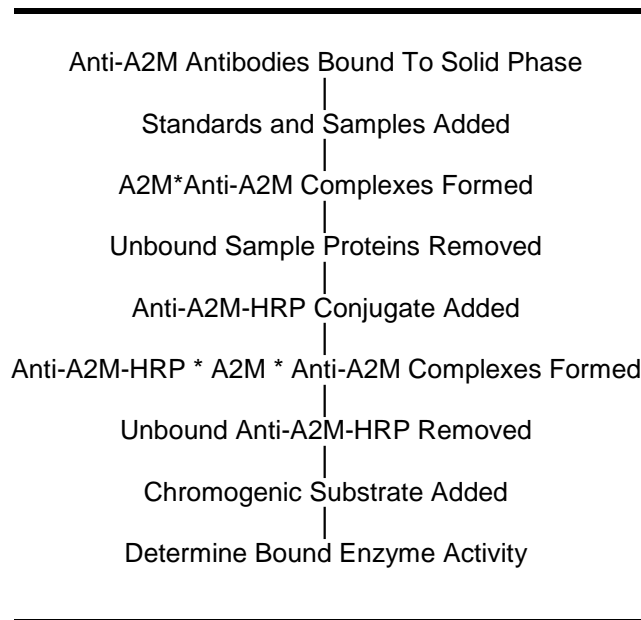 Anti-A2M Antibodies Bound To Solid Phase
Standards and Samples Added
A2M*Anti-A2M Complexes Formed
Unbound Sample Proteins Removed
Anti-A2M-HRP Conjugate Added
Anti-A2M-HRP * A2M * Anti-A2M Complexes Formed
Unbound Anti-A2M-HRP Removed
Chromogenic Substrate Added
Determine Bound Enzyme Activity